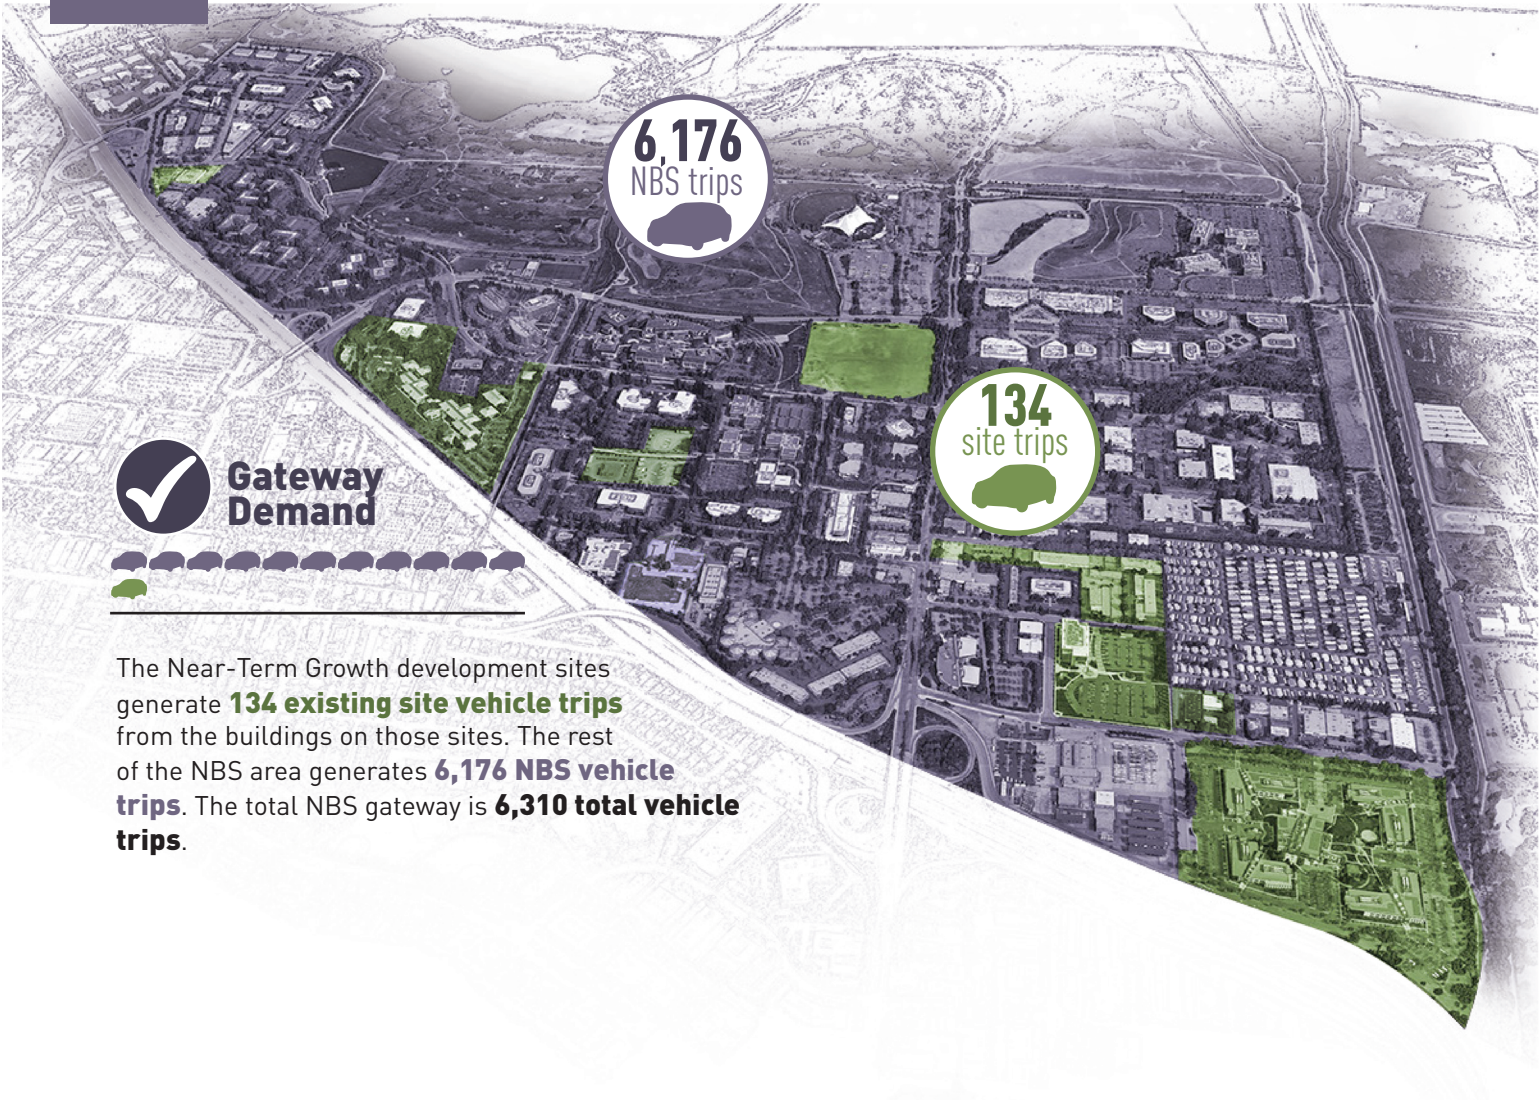 6,176
NBS trips
134
site trips
Gateway
Demand
The Near-Term Growth development sites
generate 134 existing site vehicle trips
from the buildings on those sites. The rest
of the NBS area generates 6,176 NBS vehicle
trips. The total NBS gateway is 6,310 total vehicle
trips.